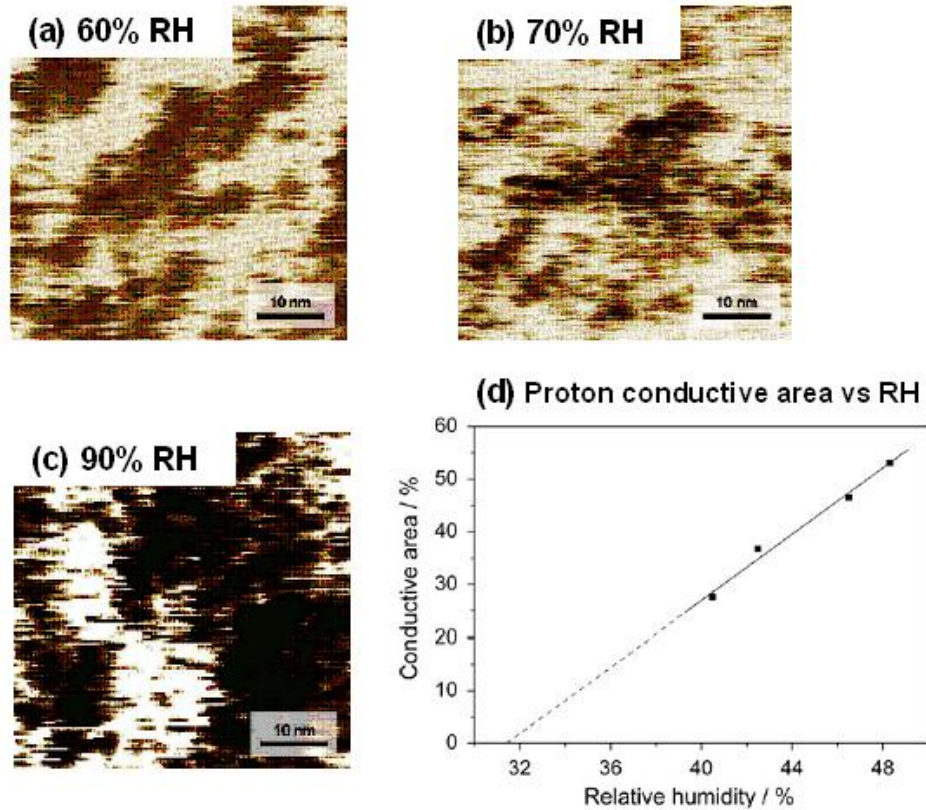 (a) 60% RH
10 nm
(b) 70% RH
10 nm
(c) 90% RH
10 nm
(d) Proton conductive area vs RH
Conductive area / %
60
50
40
30
20
10
0
32 36 40 44 48
Relative humidity / %